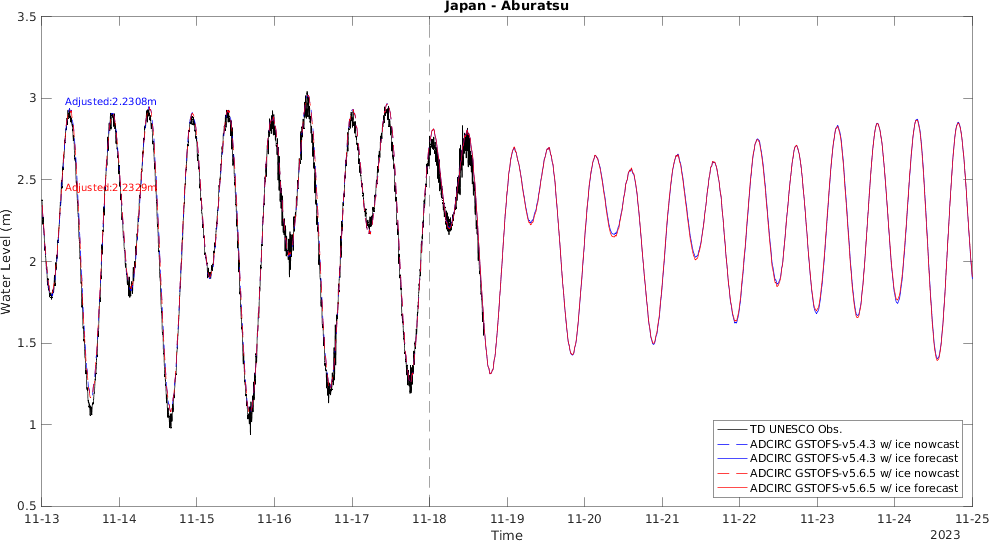 Japan - Aburatsu
3.5
3
2.5
2
1.5
1
0.5
Water Level (m)
Adjusted:2.2308m
Adjusted:2.2329m
TD UNESCO Obs.
ADCIRC GSTOFS-v5.4.3 w/ ice nowcast
ADCIRC GSTOFS-v5.4.3 w/ ice forecast
ADCIRC GSTOFS-v5.6.5 w/ ice nowcast
ADCIRC GSTOFS-v5.6.5 w/ ice forecast
11-13 11-14 11-15 11-16 11-17 11-18 11-19 11-20 11-21 11-22 11-23 11-24 11-25
Time
2023